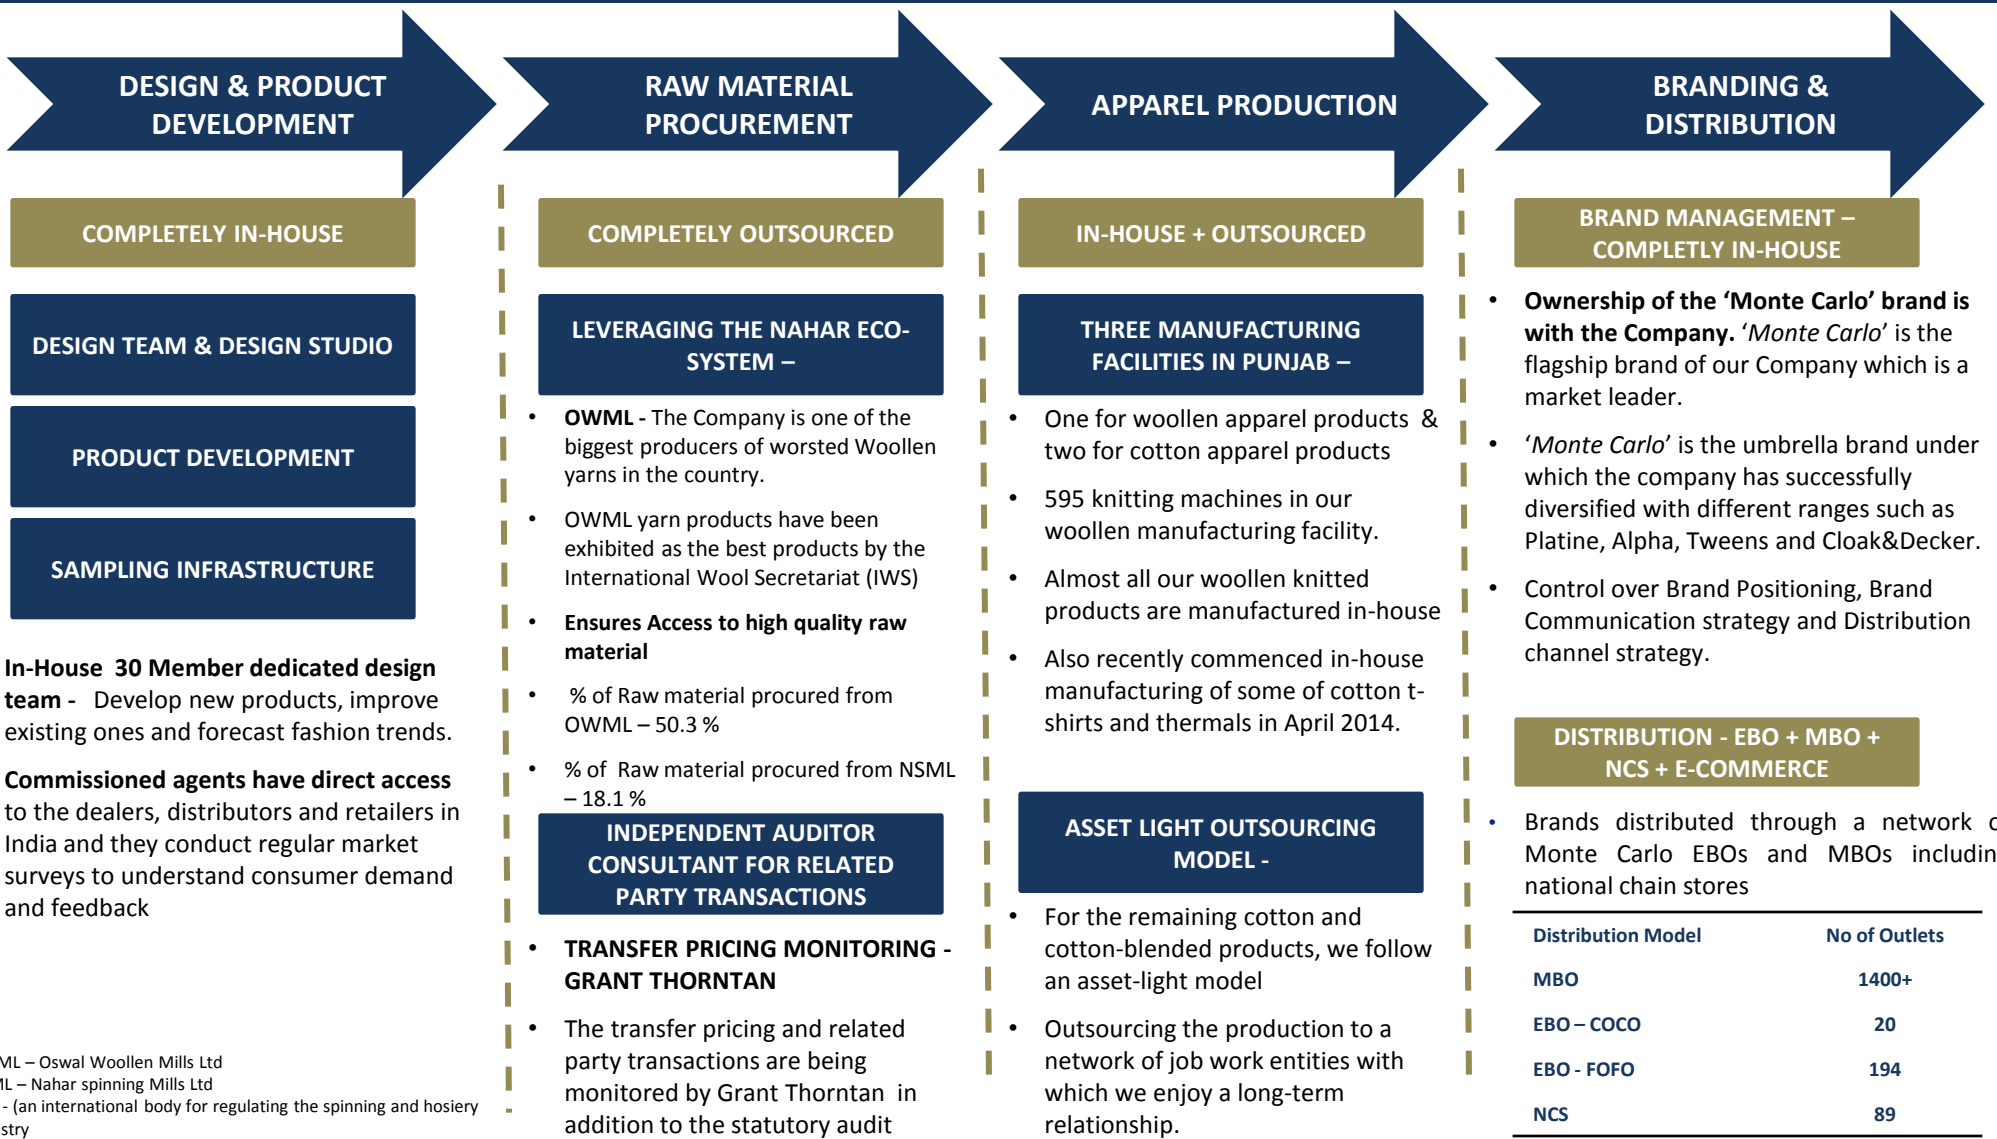 DESIGN & PRODUCT
DEVELOPMENT
COMPLETELY IN-HOUSE
DESIGN TEAM & DESIGN STUDIO
PRODUCT DEVELOPMENT
SAMPLING INFRASTRUCTURE
In-House 30 Member dedicated design
team - Develop new products, improve
existing ones and forecast fashion trends.
Commissioned agents have direct access
to the dealers, distributors and retailers in
India and they conduct regular market
surveys to understand consumer demand
and feedback
ML – Oswal Woollen Mills Ltd
ML – Nahar spinning Mills Ltd
- (an international body for regulating the spinning and hosiery
stry
RAW MATERIAL
PROCUREMENT
COMPLETELY OUTSOURCED
LEVERAGING THE NAHAR ECO-
SYSTEM –
• OWML - The Company is one of the
biggest producers of worsted Woollen
yarns in the country.
• OWML yarn products have been
exhibited as the best products by the
International Wool Secretariat (IWS)
• Ensures Access to high quality raw
material
• % of Raw material procured from
OWML – 50.3 %
• % of Raw material procured from NSML
– 18.1 %
INDEPENDENT AUDITOR
CONSULTANT FOR RELATED
PARTY TRANSACTIONS
• TRANSFER PRICING MONITORING -
GRANT THORNTAN
• The transfer pricing and related
party transactions are being
monitored by Grant Thorntan in
addition to the statutory audit
APPAREL PRODUCTION
IN-HOUSE + OUTSOURCED
THREE MANUFACTURING
FACILITIES IN PUNJAB –
• One for woollen apparel products &
two for cotton apparel products
• 595 knitting machines in our
woollen manufacturing facility.
• Almost all our woollen knitted
products are manufactured in-house
• Also recently commenced in-house
manufacturing of some of cotton t-
shirts and thermals in April 2014.
ASSET LIGHT OUTSOURCING
MODEL -
• For the remaining cotton and
cotton-blended products, we follow
an asset-light model
• Outsourcing the production to a
network of job work entities with
which we enjoy a long-term
relationship.
BRANDING &
DISTRIBUTION
BRAND MANAGEMENT –
COMPLETLY IN-HOUSE
• Ownership of the ‘Monte Carlo’ brand is
with the Company. ‘Monte Carlo’ is the
flagship brand of our Company which is a
market leader.
• ‘Monte Carlo’ is the umbrella brand under
which the company has successfully
diversified with different ranges such as
Platine, Alpha, Tweens and Cloak&Decker.
• Control over Brand Positioning, Brand
Communication strategy and Distribution
channel strategy.
DISTRIBUTION - EBO + MBO +
NCS + E-COMMERCE
• Brands distributed through a network o
Monte Carlo EBOs and MBOs includin
national chain stores
Distribution Model No of Outlets
MBO 1400+
EBO – COCO 20
EBO - FOFO 194
NCS 89